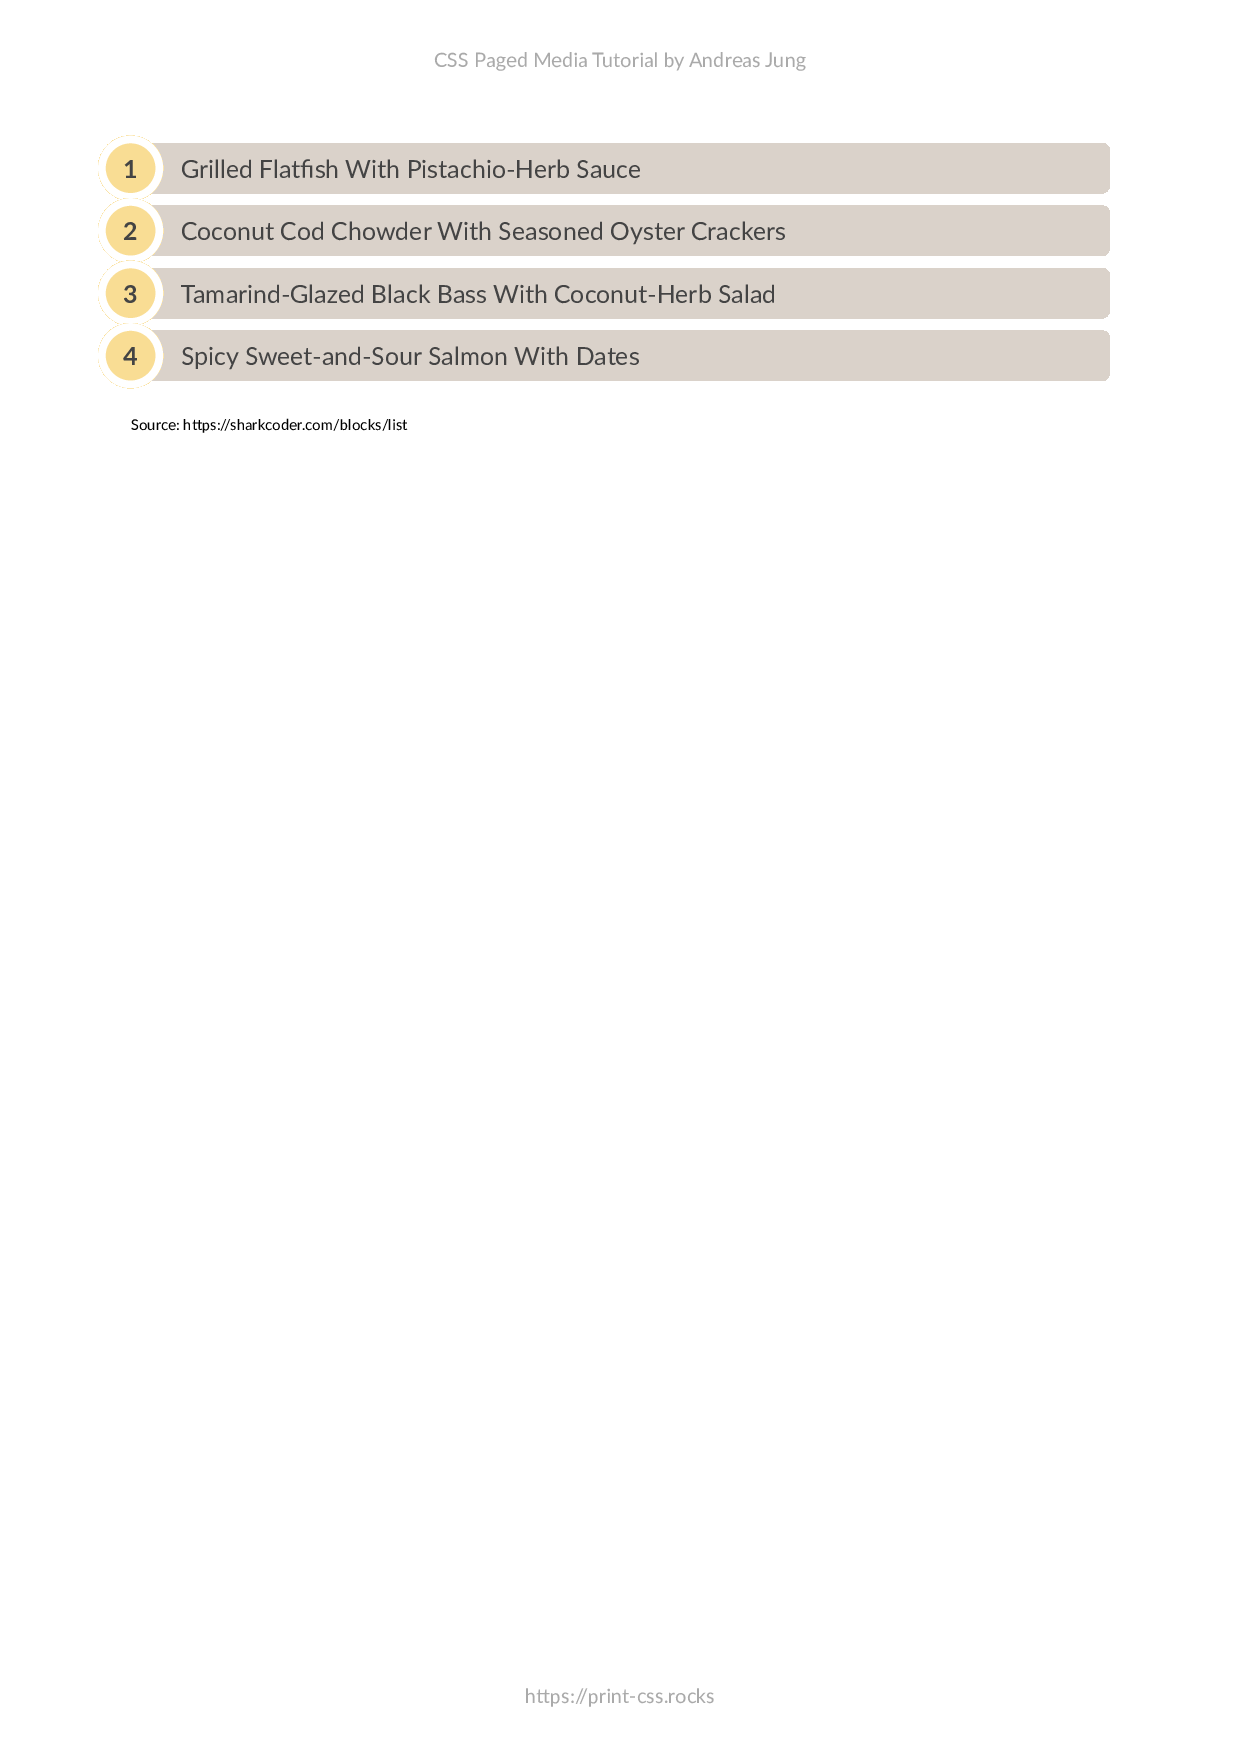 CSS Paged Media Tutorial by Andreas Jung
1 Grilled Flatfish With Pistachio-Herb Sauce
2 Coconut Cod Chowder With Seasoned Oyster Crackers
3 Tamarind-Glazed Black Bass With Coconut-Herb Salad
4 Spicy Sweet-and-Sour Salmon With Dates
Source: https://sharkcoder.com/blocks/list
https://print-css.rocks